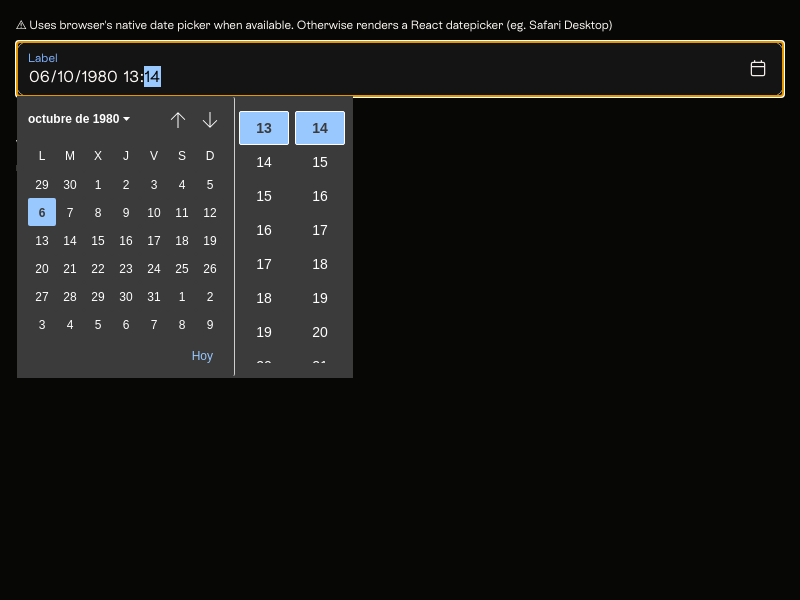 ⚠ Uses browser's native date picker when available. Otherwise renders a React datepicker (eg. Safari Desktop)
Label
06/10/1980 13:14
octubre de 1980
L M X J V S D
29 30 1 2 3 4 5
6 7 8 9 10 11 12
13 14 15 16 17 18 19
20 21 22 23 24 25 26
27 28 29 30 31 1 2
3 4 5 6 7 8 9
Hoy
13 14
14 15
15 16
16 17
17 18
18 19
19 20